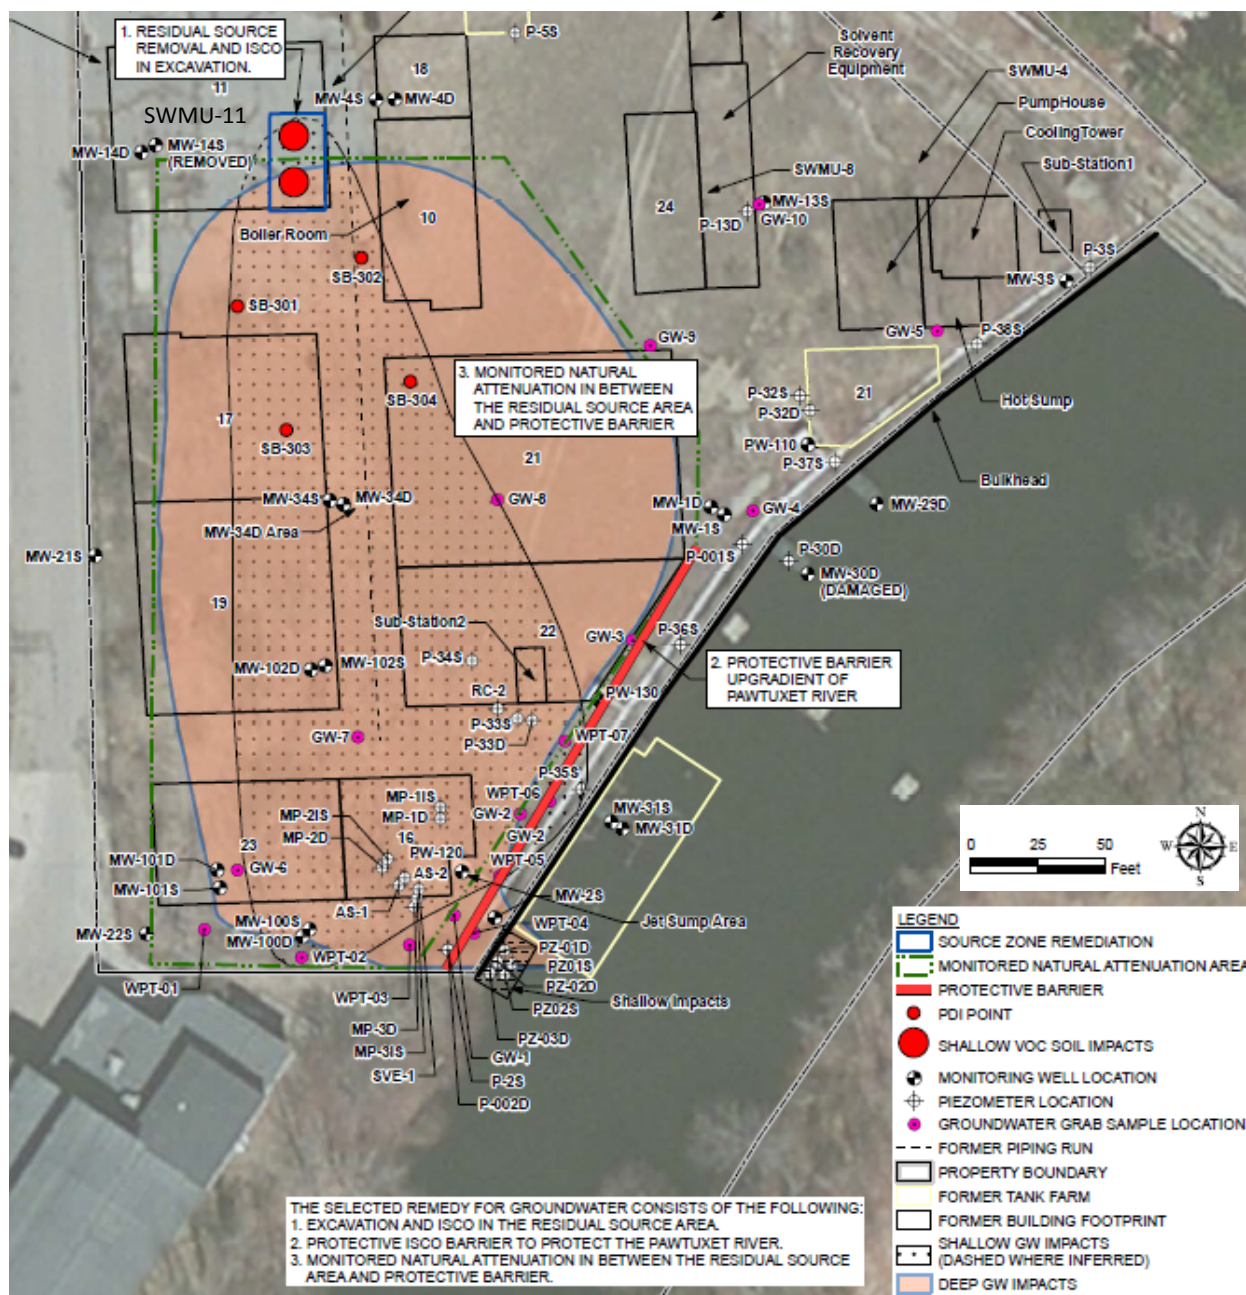 1. RESIDUAL SOURCE
REMOVAL AND ISCO
IN EXCAVATION.
P-5S
Solvent
Recovery
Equipment
SWMU-4
PumpHouse
CoolingTower
Sub-Station1
18
11
MW-4S
MW-4D
SWMU-11
MW-14D
MW-14S
(REMOVED)
SWMU-8
MW-13S
GW-10
P-13D
24
10
Boiler Room
P-3S
MW-3S
SB-302
SB-301
GW-9
GW-5
P-38S
3. MONITORED NATURAL
ATTENUATION IN BETWEEN
THE RESIDUAL SOURCE AREA
AND PROTECTIVE BARRIER
SB-304
P-32S
P-32D
21
Hot Sump
17
SB-303
PW-110
P-37S
21
Bulkhead
MW-34S
MW-34D
GW-8
MW-34D Area
MW-1D
MW-1S
GW-4
MW-29D
MW-21S
P-001S
P-30D
MW-30D
(DAMAGED)
19
Sub-Station2
22
GW-3
P-36S
MW-102D
MW-102S
P-34S
2. PROTECTIVE BARRIER
UPGRADIENT OF
PAWTUXET RIVER
RC-2
PW-130
P-33S
P-33D
GW-7
WPT-07
P-35S
WPT-06
MP-1IS
MP-1D
GW-2
MW-31S
MW-31D
MP-2IS
MP-2D
16
GW-2
PW-120
WPT-05
N
W
E
S
0
25
50
Feet
MW-101D
MW-101S
23
GW-6
AS-2
AS-1
MW-2S
MW-22S
MW-100S
MW-100D
WPT-04
Jet Sump Area
WPT-02
PZ-01D
PZ01S
PZ-02D
PZ02S
PZ-03D
Shallow Impacts
WPT-01
WPT-03
MP-3D
MP-3IS
SVE-1
GW-1
P-2S
P-002D
LEGEND
SOURCE ZONE REMEDIATION
MONITORED NATURAL ATTENUATION AREA
PROTECTIVE BARRIER
PDI POINT
SHALLOW VOC SOIL IMPACTS
MONITORING WELL LOCATION
PIEZOMETER LOCATION
GROUNDWATER GRAB SAMPLE LOCATION
FORMER PIPING RUN
PROPERTY BOUNDARY
FORMER TANK FARM
FORMER BUILDING FOOTPRINT
SHALLOW GW IMPACTS
(DASHED WHERE INFERRED)
DEEP GW IMPACTS
THE SELECTED REMEDY FOR GROUNDWATER CONSISTS OF THE FOLLOWING:
1. EXCAVATION AND ISCO IN THE RESIDUAL SOURCE AREA.
2. PROTECTIVE ISCO BARRIER TO PROTECT THE PAWTUXET RIVER.
3. MONITORED NATURAL ATTENUATION IN BETWEEN THE RESIDUAL SOURCE
AREA AND PROTECTIVE BARRIER.